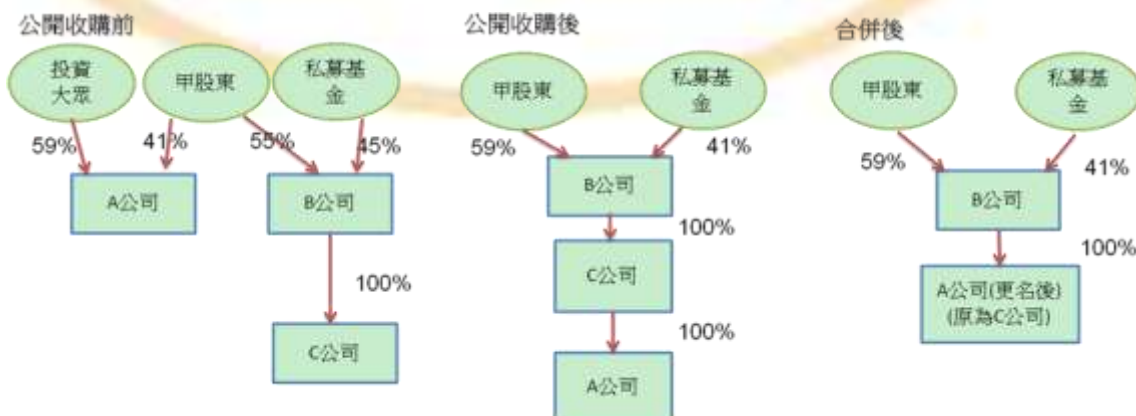 公開收購前
投資
大眾
甲股東
私募基
金
59%
41%
55%
45%
A公司
B公司
100%
C公司
公開收購後
甲股東
私募基
金
59%
41%
B公司
100%
C公司
100%
A公司
合併後
甲股東
私募基
金
59%
41%
B公司
100%
A公司(更名後)
(原為C公司)